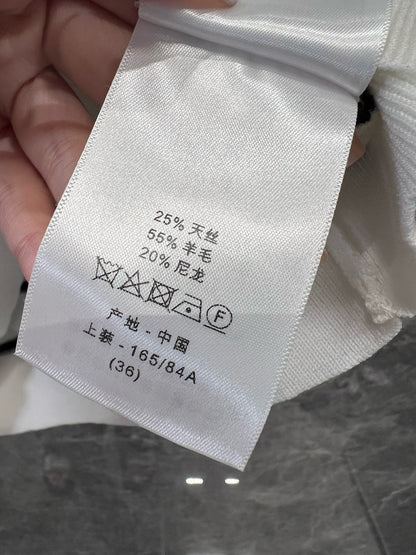 25% 天丝
55% 羊毛
20% 尼龙
F
产地 - 中国
上装 - 165/84A
(36)